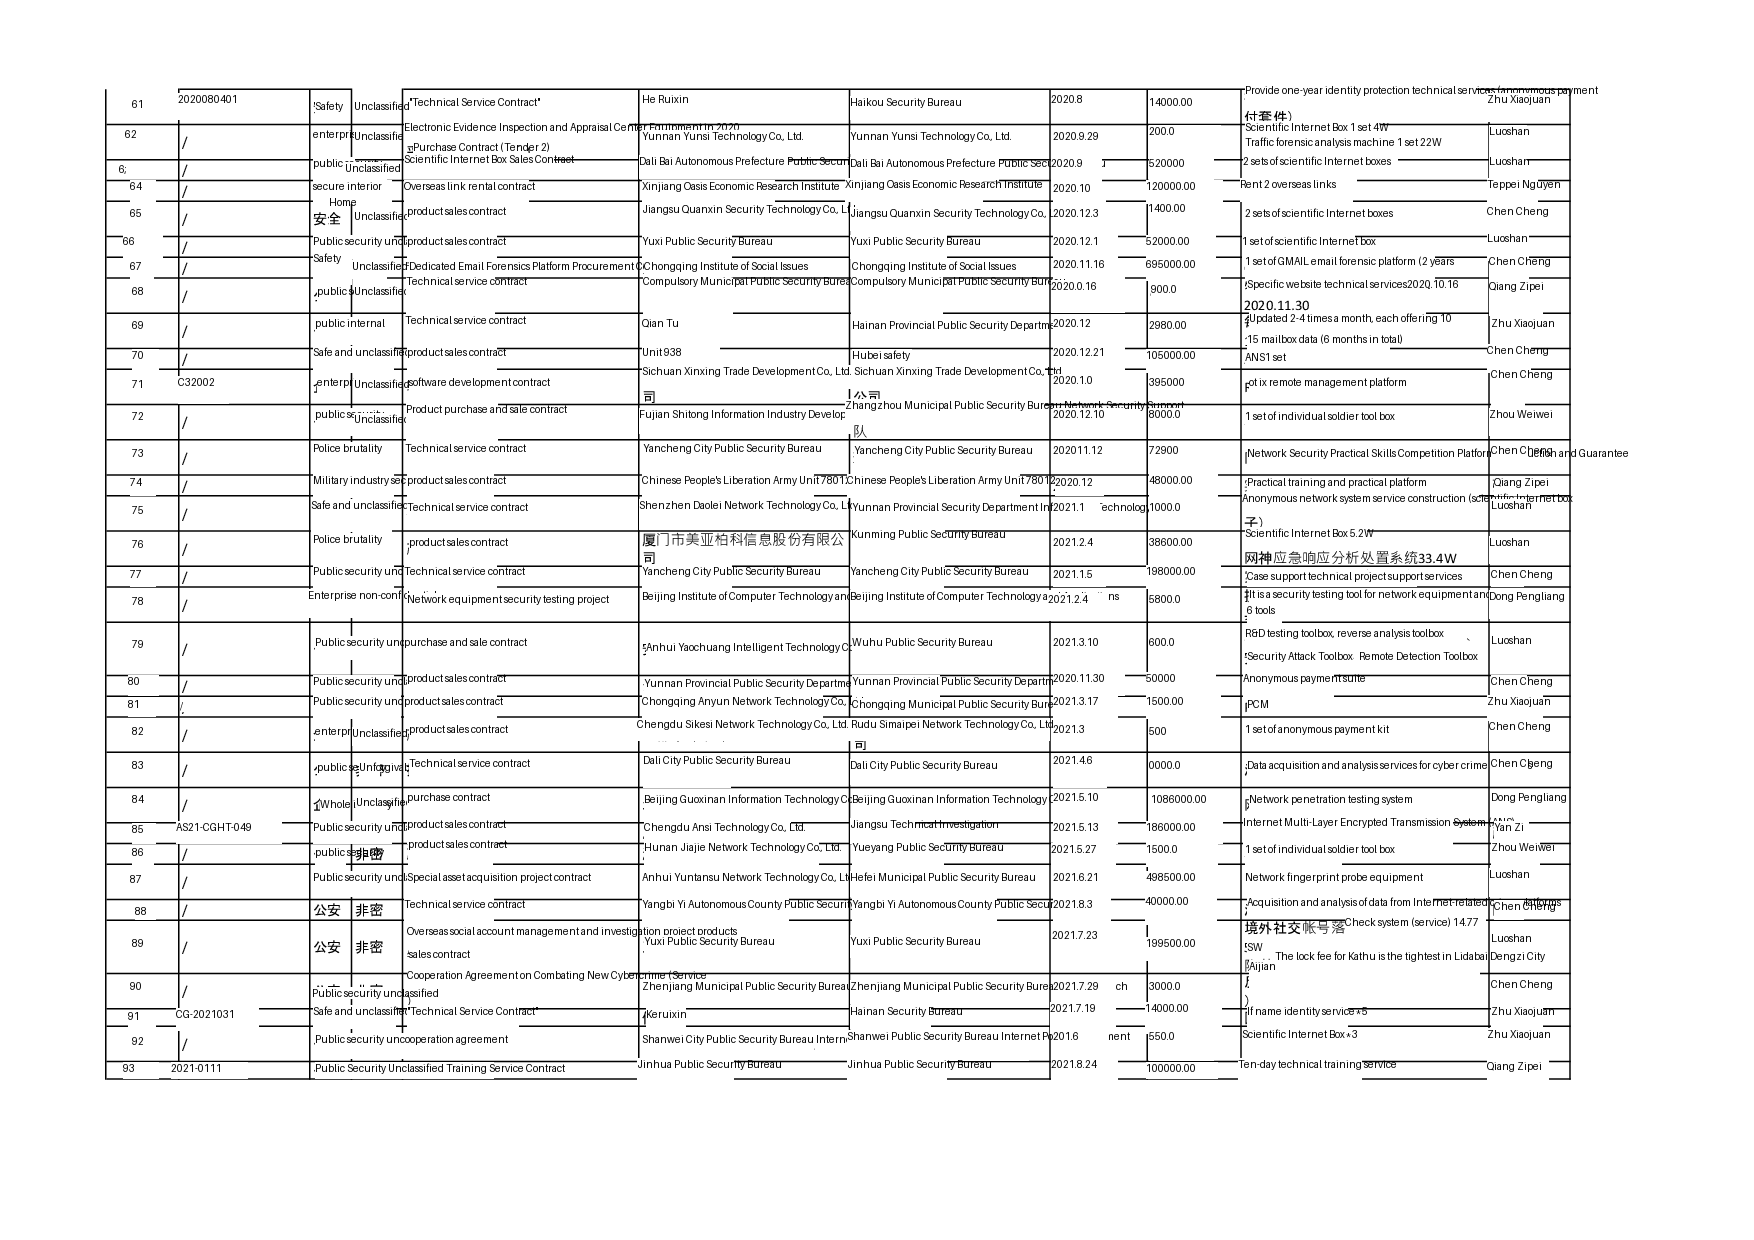 61 2020080401 Safety Unclassified "Technical Service Contract" He Ruixin Haikou Security Bureau 2020.8 14000.00 Provide one-year identity protection technical services (anonymous payment Zhu Xiaojuan
付套件)
62 / Unclassifie Electronic Evidence Inspection and Appraisal Center Equipment in 2020 Yunnan Yunsi Technology Co., Ltd. Yunnan Yunsi Technology Co., Ltd. 2020.9.29 200.0 Scientific Internet Box 1 set 4W Luoshan
Purchase Contract (Tender 2) Traffic forensic analysis machine 1 set 22W
/ public Unclassified Scientific Internet Box Sales Contract Dali Bai Autonomous Prefecture Public Secur Dali Bai Autonomous Prefecture Public Sec 2020.9 520000 2 sets of scientific Internet boxes Luoshan
64 / secure interior Overseas link rental contract Xinjiang Oasis Economic Research Institute Xinjiang Oasis Economic Research Institute 2020.10 120000.00 Rent 2 overseas links Teppei Nguyen
Home
65 / 安全 Unclassifie product sales contract Jiangsu Quanxin Security Technology Co., Jiangsu Quanxin Security Technology Co., 2020.12.3 1400.00 2 sets of scientific Internet boxes Chen Cheng
66 / Public security product sales contract Yuxi Public Security Bureau Yuxi Public Security Bureau 2020.12.1 52000.00 1 set of scientific Internet box Luoshan
67 / Safety Unclassified Dedicated Email Forensics Platform Procurement Chongqing Institute of Social Issues Chongqing Institute of Social Issues 2020.11.16 695000.00 1 set of GMAIL email forensic platform (2 years Chen Cheng
68 / public Unclassifie Technical service contract Compulsory Municipal Public Security Compulsory Municipal Public Security 2020.0.16 900.0 Specific website technical services 2020.10.16 Qiang Zipei
2020.11.30
69 / public internal Technical service contract Qian Tu Hainan Provincial Public Security Departm 2020.12 2980.00 Updated 2-4 times a month, each offering 10 Zhu Xiaojuan
15 mailbox data (6 months in total)
70 / Safe and unclassifie product sales contract Unit 938 Hubei safety 2020.12.21 105000.00 ANS1 set Chen Cheng
71 C32002 enterpr Unclassified software development contract Sichuan Xinxing Trade Development Co., Ltd. Sichuan Xinxing Trade Development Co., Ltd 2020.1.0 395000 ot ix remote management platform Chen Cheng
司 公司
72 / public Unclassifie Product purchase and sale contract Fujian Shitong Information Industry Develop Zhangzhou Municipal Public Security Bureau Network Security Support 2020.12.10 8000.0 1 set of individual soldier tool box Zhou Weiwei
队
73 / Police brutality Technical service contract Yancheng City Public Security Bureau Yancheng City Public Security Bureau 202011.12 72900 Network Security Practical Skills Competition Platfor Chen Cheng and Guarantee
74 / Military industry product sales contract Chinese People's Liberation Army Unit 7801 Chinese People's Liberation Army Unit 78012 2020.12 48000.00 Practical training and practical platform Qiang Zipei
75 / Safe and unclassified Technical service contract Shenzhen Daolei Network Technology Co., Yunnan Provincial Security Department 2021.1 1000.0 Anonymous network system service construction (scientific Internet box Luoshan
子)
76 / Police brutality product sales contract 厦门市美亚柏科信息股份有限公 Kunming Public Security Bureau 2021.2.4 38600.00 Scientific Internet Box 5.2W Luoshan
司 网神应急响应分析处置系统33.4W
77 / Public security Technical service contract Yancheng City Public Security Bureau Yancheng City Public Security Bureau 2021.1.5 198000.00 Case support technical project support services Chen Cheng
78 / Enterprise Network equipment security testing project Beijing Institute of Computer Technology and Beijing Institute of Computer Technology 2021.2.4 5800.0 It is a security testing tool for network equipment and Dong Pengliang
6 tools
79 / Public security purchase and sale contract Anhui Yaochuang Intelligent Technology Wuhu Public Security Bureau 2021.3.10 600.0 R&D testing toolbox, reverse analysis toolbox Luoshan
Security Attack Toolbox Remote Detection Toolbox
80 / Public security product sales contract Yunnan Provincial Public Security Departme Yunnan Provincial Public Security Departm 2020.11.30 50000 Anonymous payment suite Chen Cheng
81 / Public security product sales contract Chongqing Anyun Network Technology Co., Chongqing Municipal Public Security 2021.3.17 1500.00 PCM Zhu Xiaojuan
82 / enterpr Unclassified product sales contract Chengdu Sikesi Network Technology Co., Ltd. Rudu Simaipei Network Technology Co., Ltd 2021.3 500 1 set of anonymous payment kit Chen Cheng
司
83 / public Technical service contract Dali City Public Security Bureau Dali City Public Security Bureau 2021.4.6 0000.0 Data acquisition and analysis services for cyber crime Chen Cheng
84 / Whole Unclassifie purchase contract Beijing Guoxinan Information Technology Beijing Guoxinan Information Technology 2021.5.10 1086000.00 Network penetration testing system Dong Pengliang
85 AS21-CGHT-049 Public security product sales contract Chengdu Ansi Technology Co., Ltd. Jiangsu Technical Investigation 2021.5.13 186000.00 Internet Multi-Layer Encrypted Transmission System Yan Zi
86 / public 非密 product sales contract Hunan Jiajie Network Technology Co., Ltd. Yueyang Public Security Bureau 2021.5.27 1500.0 1 set of individual soldier tool box Zhou Weiwei
87 / Public security Special asset acquisition project contract Anhui Yuntansu Network Technology Co., Hefei Municipal Public Security Bureau 2021.6.21 498500.00 Network fingerprint probe equipment Luoshan
88 / 公安 非密 Technical service contract Yangbi Yi Autonomous County Public Securit Yangbi Yi Autonomous County Public Secur 2021.8.3 40000.00 Acquisition and analysis of data from Internet-related Chen Cheng
89 / 公安 非密 Overseas social account management and investigation project products Yuxi Public Security Bureau Yuxi Public Security Bureau 2021.7.23 199500.00 境外社交帐号落 Check system (service) 14.77 Luoshan
sales contract SW The lock fee for Kathu is the tightest in Lidabai Dengzi City
Aijian
90 / Public security unclassified Cooperation Agreement on Combating New Cybercrime (Service Zhenjiang Municipal Public Security Zhenjiang Municipal Public Security 2021.7.29 ch 3000.0 Chen Cheng
)
91 CG-2021031 Safe and unclassifie "Technical Service Contract" Keruixin Hainan Security Bureau 2021.7.19 14000.00 If name identity service*5 Zhu Xiaojuan
92 / Public security cooperation agreement Shanwei City Public Security Bureau Intern Shanwei Public Security Bureau Internet 2021.6 ment 550.0 Scientific Internet Box*3 Zhu Xiaojuan
93 2021-0111 Public Security Unclassified Training Service Contract Jinhua Public Security Bureau Jinhua Public Security Bureau 2021.8.24 100000.00 Ten-day technical training service Qiang Zipei